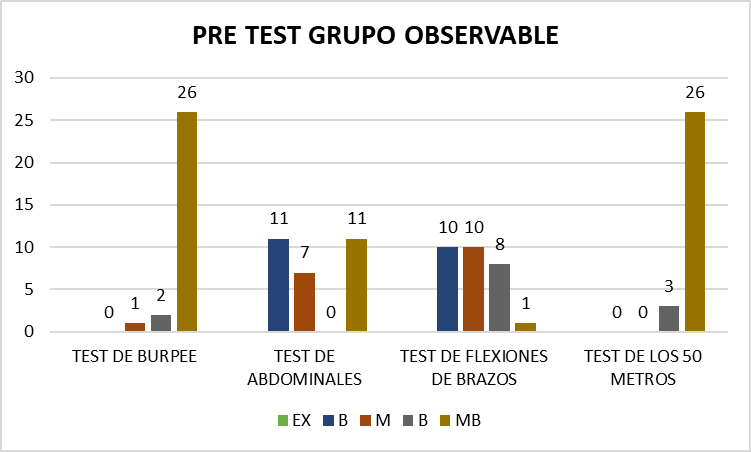 PRE TEST GRUPO OBSERVABLE
30
25
20
15
10
5
0
0
1
2
26
11
7
0
11
10
10
8
1
0
0
3
26
TEST DE BURPEE
TEST DE
ABDOMINALES
TEST DE FLEXIONES
DE BRAZOS
TEST DE LOS 50
METROS
EX B M B MB